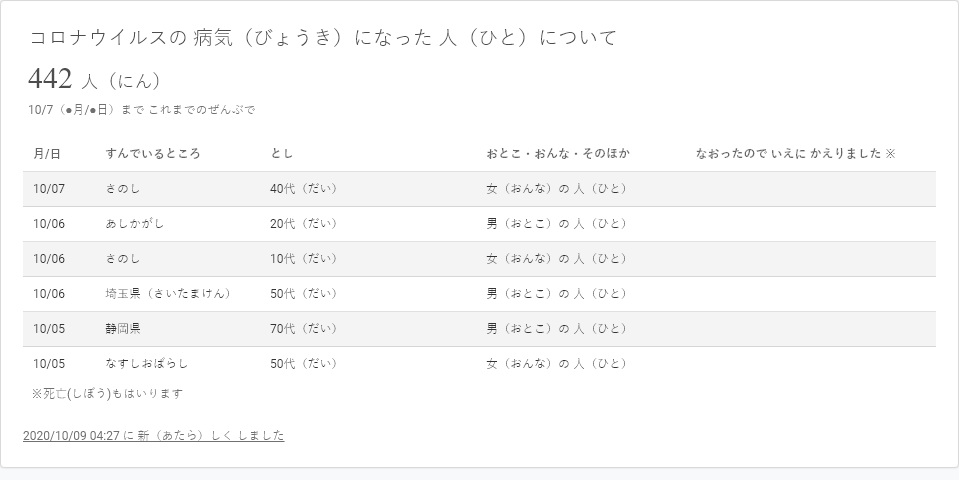 コロナウイルスの 病気（びょうき）になった 人（ひと）について
442 人（にん）
10/7（●月/●日）まで これまでのぜんぶで
月/日 すんでいるところ とし おとこ・おんな・そのほか なおったので いえに かえりました ※
10/07 さのし 40代（だい） 女（おんな）の 人（ひと）
10/06 あしかがし 20代（だい） 男（おとこ）の 人（ひと）
10/06 さのし 10代（だい） 女（おんな）の 人（ひと）
10/06 埼玉県（さいたまけん） 50代（だい） 男（おとこ）の 人（ひと）
10/05 静岡県 70代（だい） 男（おとこ）の 人（ひと）
10/05 なすしおばらし 50代（だい） 女（おんな）の 人（ひと）
※死亡(しぼう)もはいります
2020/10/09 04:27 に 新（あたら）しく しました